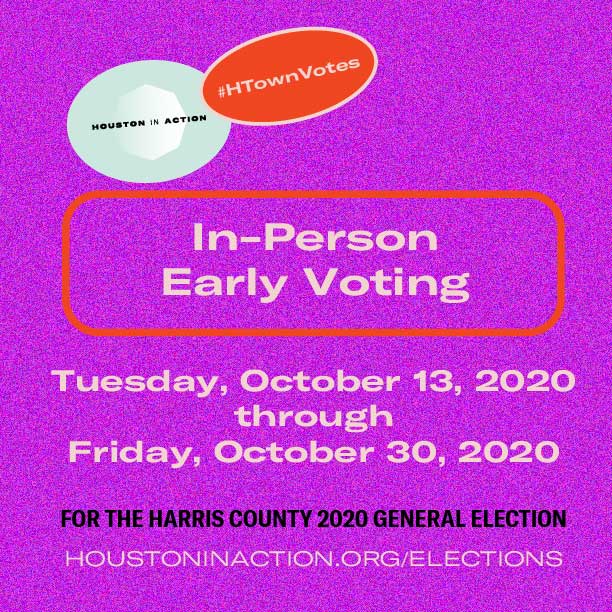 #HTownVotes
HOUSTON IN ACTION
In-Person
Early Voting
Tuesday, October 13, 2020
through
Friday, October 30, 2020
FOR THE HARRIS COUNTY 2020 GENERAL ELECTION
HOUSTONINACTION.ORG/ELECTIONS